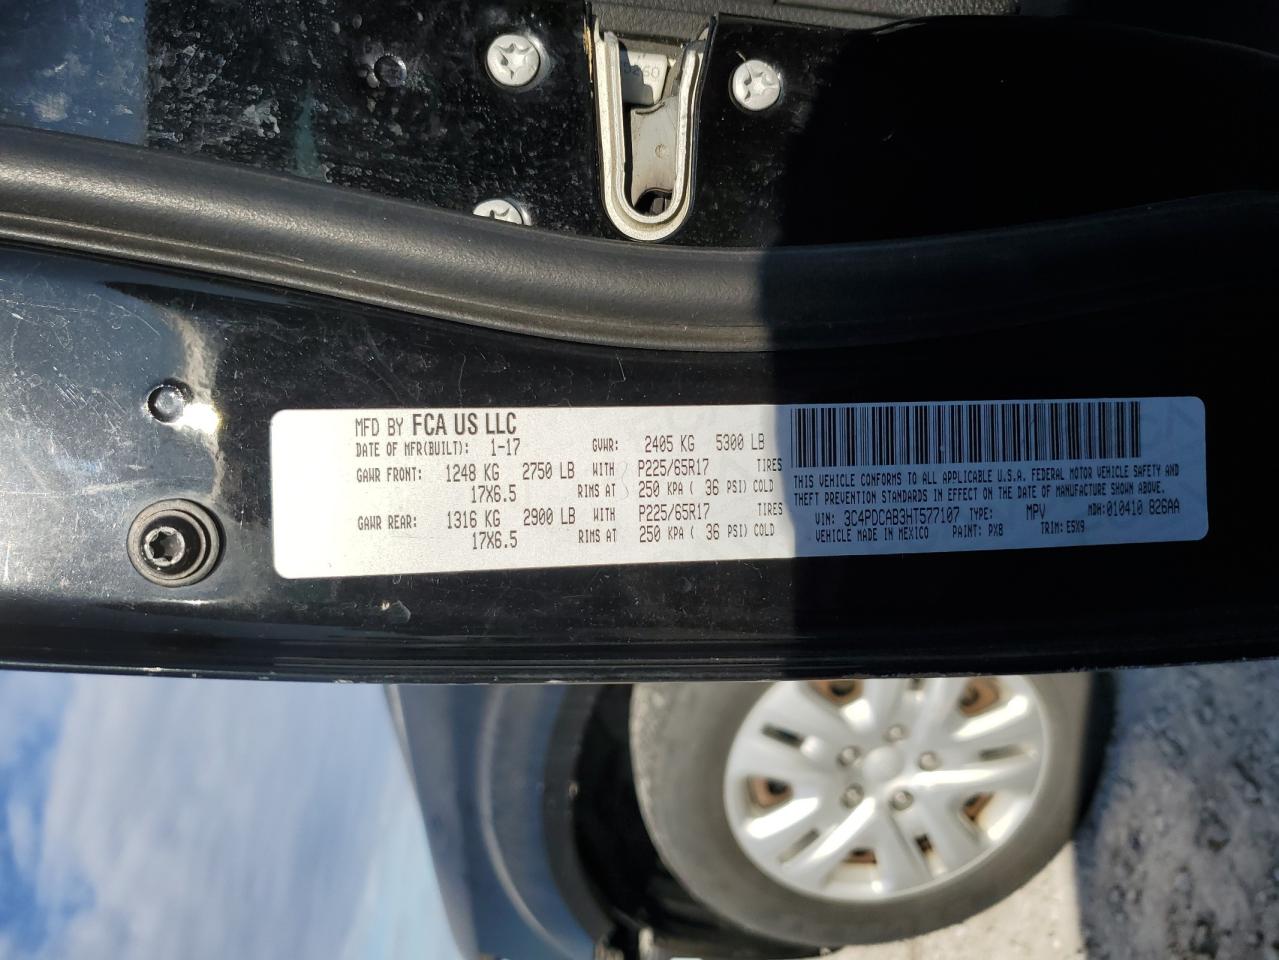 0260
MFD BY FCA US LLC
DATE OF MFR(BUILT): 1-17 GVWR: 2405 KG 5300 LB
GAWR FRONT: 1248 KG 2750 LB WITH P225/65R17 TIRES
17X6.5 RIMS AT 250 KPA ( 36 PSI) COLD
GAWR REAR: 1316 KG 2900 LB WITH P225/65R17 TIRES
17X6.5 RIMS AT 250 KPA ( 36 PSI) COLD
THIS VEHICLE CONFORMS TO ALL APPLICABLE U.S.A. FEDERAL MOTOR VEHICLE SAFETY AND
THEFT PREVENTION STANDARDS IN EFFECT ON THE DATE OF MANUFACTURE SHOWN ABOVE.
VIN: 3C4PDCAB3HT577107 TYPE: MPV MDH: 010410 826AA
VEHICLE MADE IN MEXICO PAINT: PX8 TRIM: E5X9